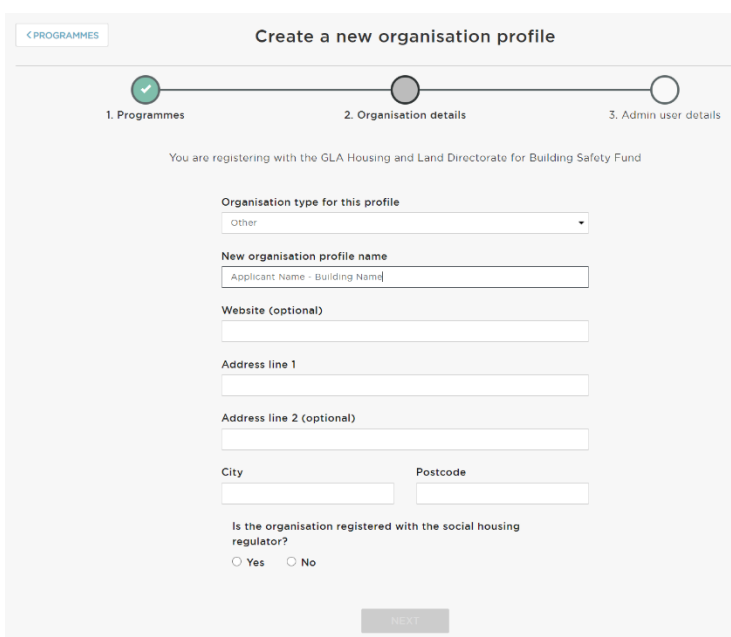 PROGRAMMES
Create a new organisation profile
1. Programmes
2. Organisation details
3. Admin user details
You are registering with the GLA Housing and Land Directorate for Building Safety Fund
Organisation type for this profile
Other
New organisation profile name
Applicant Name - Building Name
Website (optional)
Address line 1
Address line 2 (optional)
City
Postcode
Is the organisation registered with the social housing
regulator?
Yes
No
NEXT